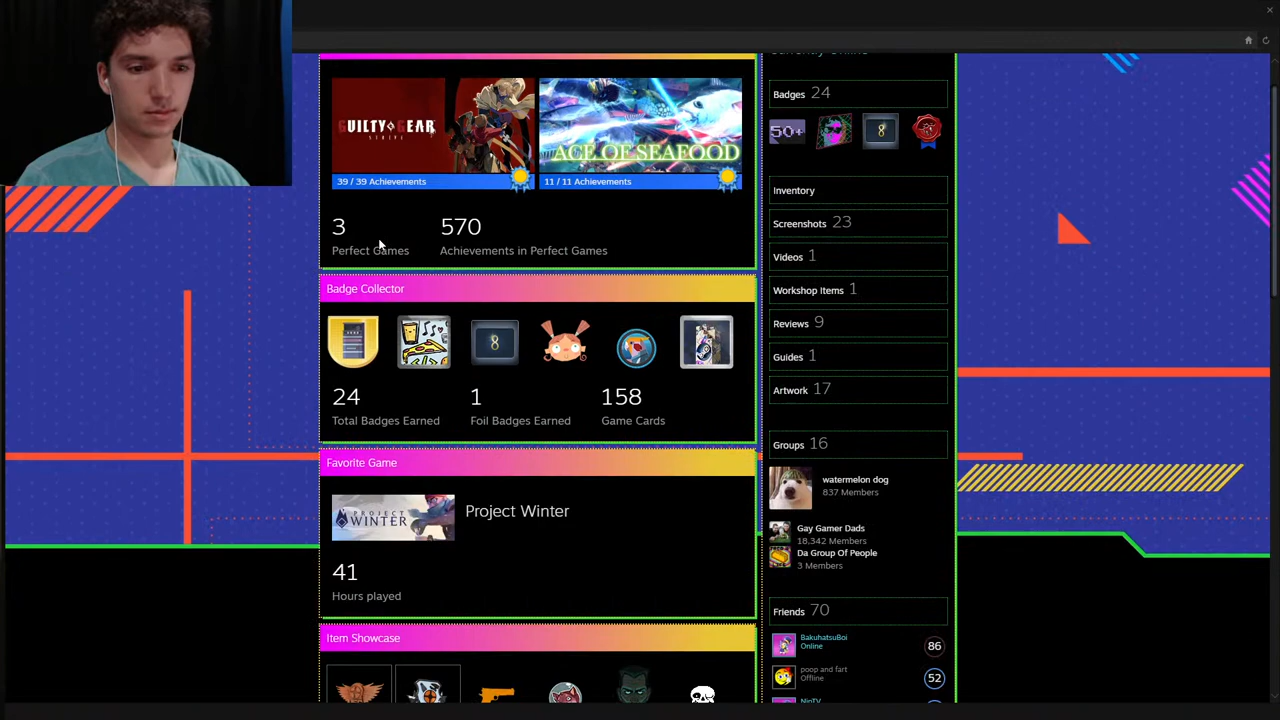 GUILTY GEAR
STRIVE
ACE OF SEAFOOD
39 / 39 Achievements
11 / 11 Achievements
3
570
Perfect Games
Achievements in Perfect Games
Badge Collector
8
24
1
158
Total Badges Earned
Foil Badges Earned
Game Cards
Favorite Game
PROJECT
WINTER
Project Winter
41
Hours played
Item Showcase
Currently Online
Badges 24
50+
8
Inventory
Screenshots 23
Videos 1
Workshop Items 1
Reviews 9
Guides 1
Artwork 17
Groups 16
watermelon dog
837 Members
Gay Gamer Dads
18,342 Members
Da Group Of People
3 Members
Friends 70
BakuhatsuBoi
Online
86
poop and fart
Offline
52